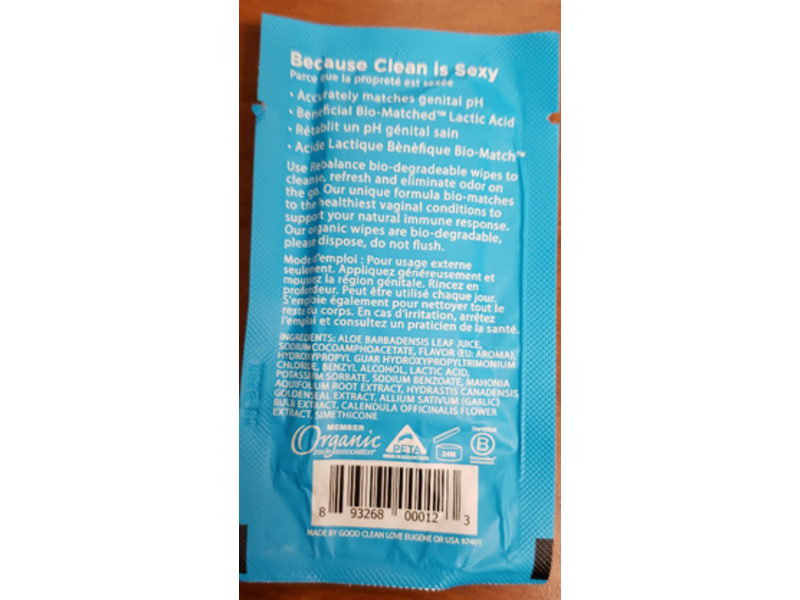 Because Clean is Sexy
Parce que la propreté est sexée
• Accurately matches genital pH
• Beneficial Bio-Matched™ Lactic Acid
• Rétablit un pH génital sain
• Acide Lactique Bènèfique Bio-Match™
Use Rebalance bio-degradeable wipes to
cleanse, refresh and eliminate odor on
the go. Our unique formula bio-matches
to the healthiest vaginal conditions to
support your natural immune response.
Our organic wipes are bio-degradable,
please dispose, do not flush.
Mode d'emploi : Pour usage externe
seulement. Appliquez généreusement et
moussez la région génitale. Rincez en
profondeur. Peut être utilisé chaque jour.
S'emploie également pour nettoyer tout le
reste du corps. En cas d'irritation, arrêtez
l'emploi et consultez un praticien de la santé.
INGREDIENTS: ALOE BARBADENSIS LEAF JUICE,
SODIUM COCOAMPHOACETATE, FLAVOR (EU: AROMA),
HYDROXYPROPYL GUAR HYDROXYPROPYLTRIMONIUM
CHLORIDE, BENZYL ALCOHOL, LACTIC ACID,
POTASSIUM SORBATE, SODIUM BENZOATE, MAHONIA
AQUIFOLIUM ROOT EXTRACT, HYDRASTIS CANADENSIS
GOLDENSEAL EXTRACT, ALLIUM SATIVUM (GARLIC)
BULB EXTRACT, CALENDULA OFFICINALIS FLOWER
EXTRACT, SIMETHICONE
MEMBER
Organic
trade association
PETA
24M
Certified
B
8 93268 00012 3
MADE BY GOOD CLEAN LOVE EUGENE OR USA 97401